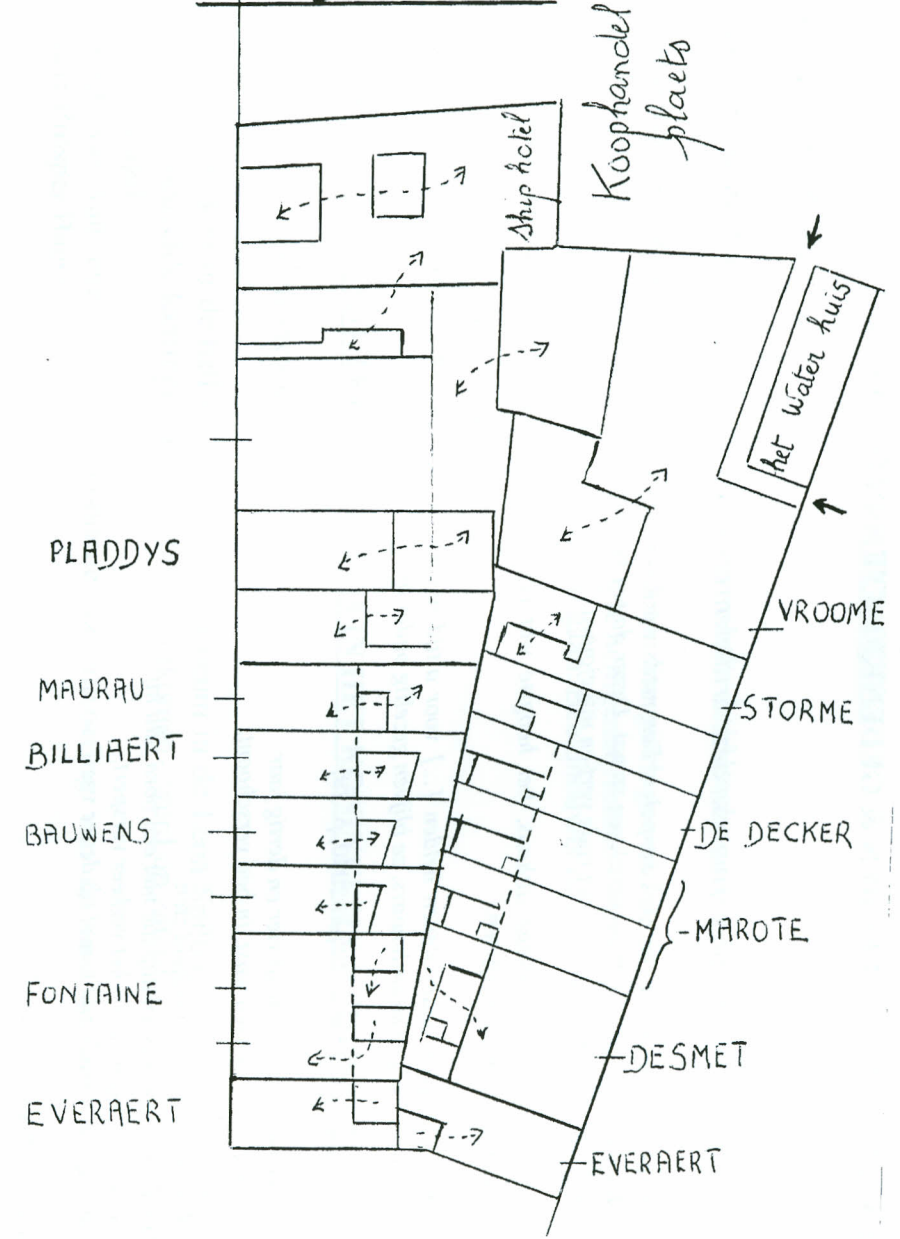 Koophandel
plaets
Ship hotel
het Water huis
PLADDYS
VROOME
MAURAU
STORME
BILLIAERT
BAUWENS
DE DECKER
MAROTE
FONTAINE
DESMET
EVERAERT
EVERAERT